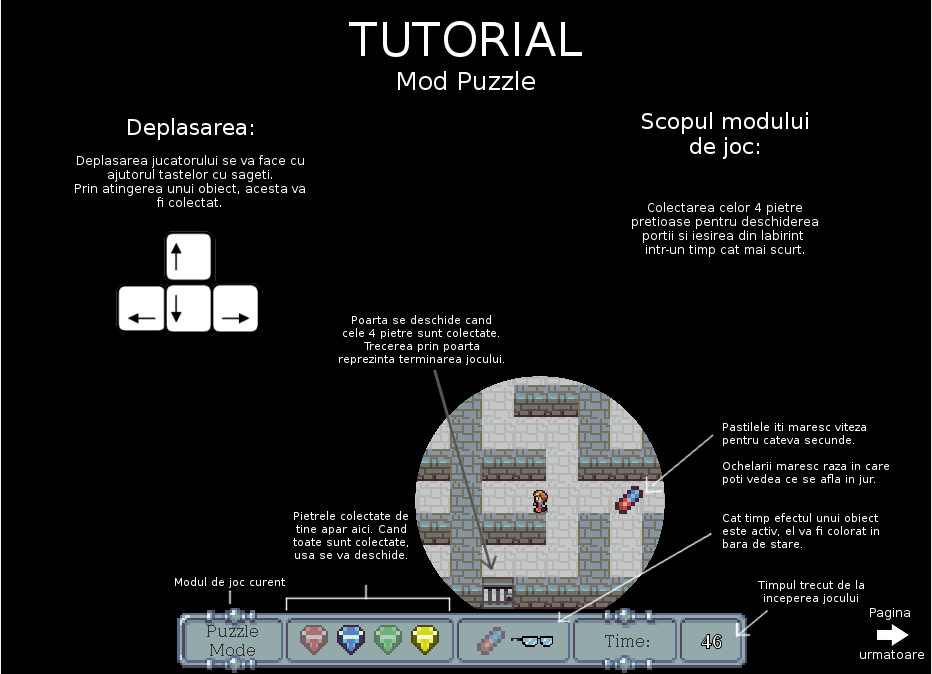 TUTORIAL
Mod Puzzle
Deplasarea:
Deplasarea jucatorului se va face cu
ajutorul tastelor cu sageti.
Prin atingerea unui obiect, acesta va
fi colectat.
Scopul modului
de joc:
Colectarea celor 4 pietre
pretioase pentru deschiderea
portii si iesirea din labirint
intr-un timp cat mai scurt.
Poarta se deschide cand
cele 4 pietre sunt colectate.
Trecerea prin poarta
reprezinta terminarea jocului.
Pastilele iti maresc viteza
pentru cateva secunde.
Ochelarii maresc raza in care
poti vedea ce se afla in jur.
Cat timp efectul unui obiect
este activ, el va fi colorat in
bara de stare.
Pietrele colectate de
tine apar aici. Cand
toate sunt colectate,
usa se va deschide.
Modul de joc curent
Timpul trecut de la
inceperea jocului
Puzzle
Mode
Time:
46
Pagina
urmatoare